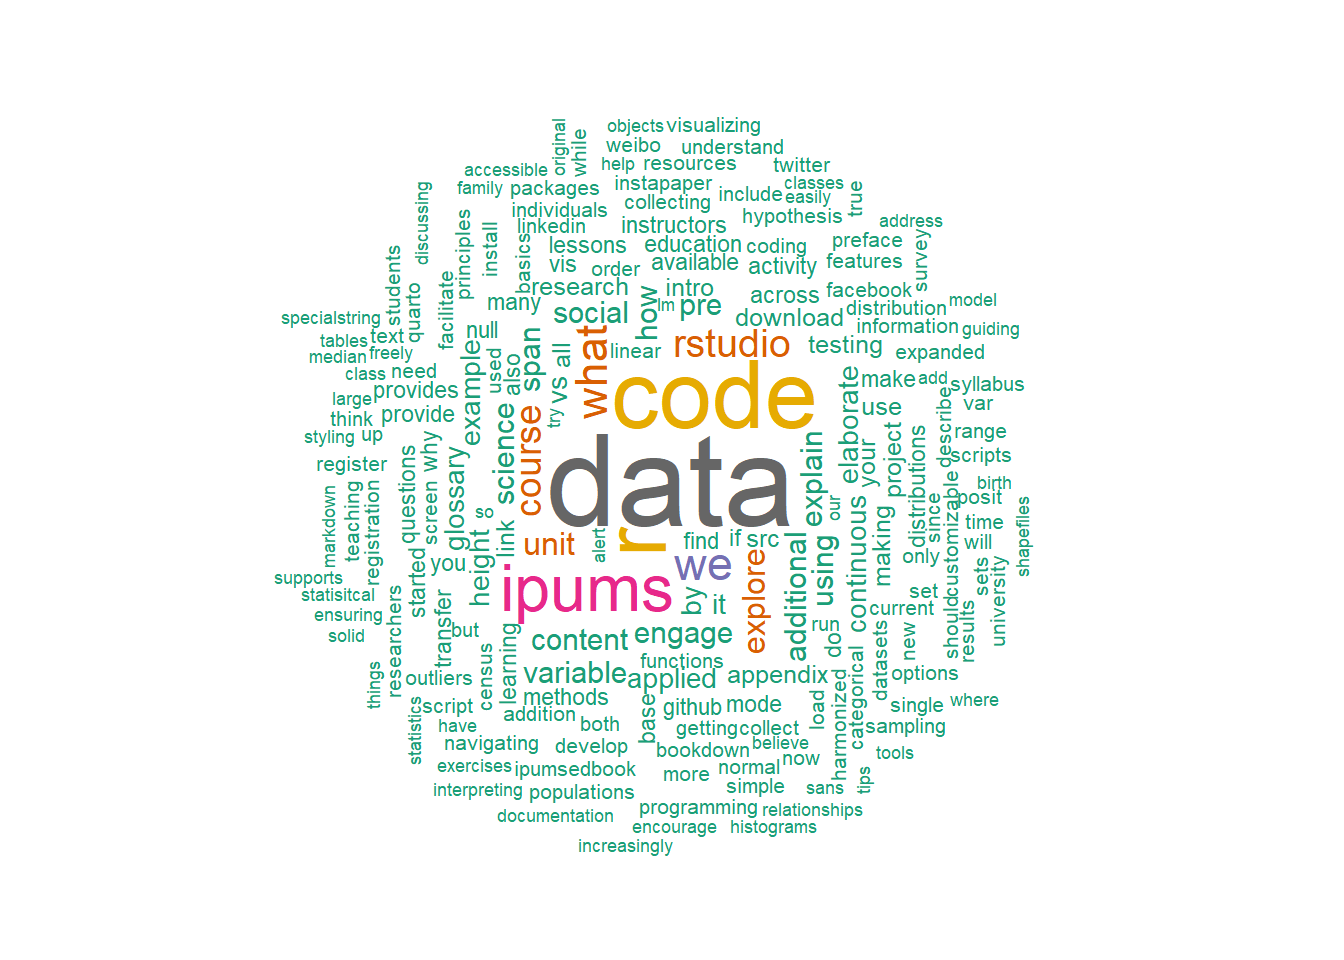 objects visualizing
original
while
weibo understand
accessible help resources twitter
family packages instapaper include classes easily true
discussing
individuals collecting hypothesis address
linkedin instructors
principles install basics lessons education coding preface survey
students vis order available activity features
quarto facilitate many research intro across facebook distribution model
specialstring null social how lm pre download information guiding
tables text example used also span vs all what linear rstudio testing expanded
median freely
class need make add syllabus
large provides code elaborate use describe var
think provide try
styling up range
register questions screen why glossary science course data explain your project distributions scripts
markdown teaching registration so our since customizable posit birth
link alert r find if src continuous making time
you started height unit we explore additional using only will shapefiles
supports ipums by it set sets university
statisitcal current
ensuring transfer but content engage run do new should results
solid
researchers learning functions
things outliers census variable applied appendix datasets options
script methods base github mode load harmonized categorical single where
statistics have addition both gettingcollect sampling
navigating develop bookdown believe now tools
exercises ipumsedbook more normal
interpreting populations simple sans tips
documentation programming relationships
encourage histograms
increasingly